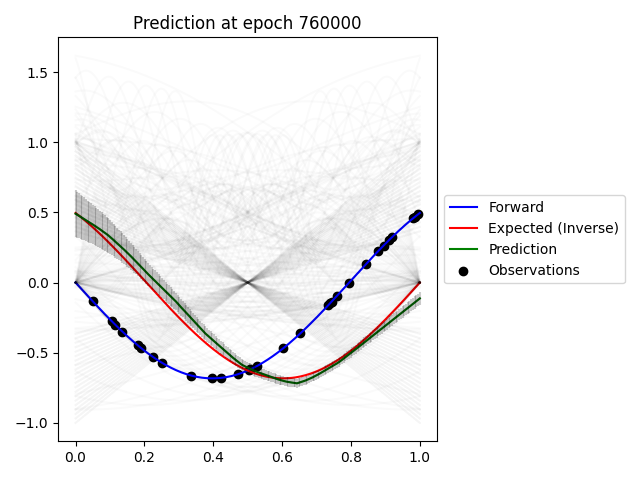 Prediction at epoch 760000
1.5
1.0
0.5
0.0
−0.5
−1.0
0.0 0.2 0.4 0.6 0.8 1.0
Forward
Expected (Inverse)
Prediction
Observations